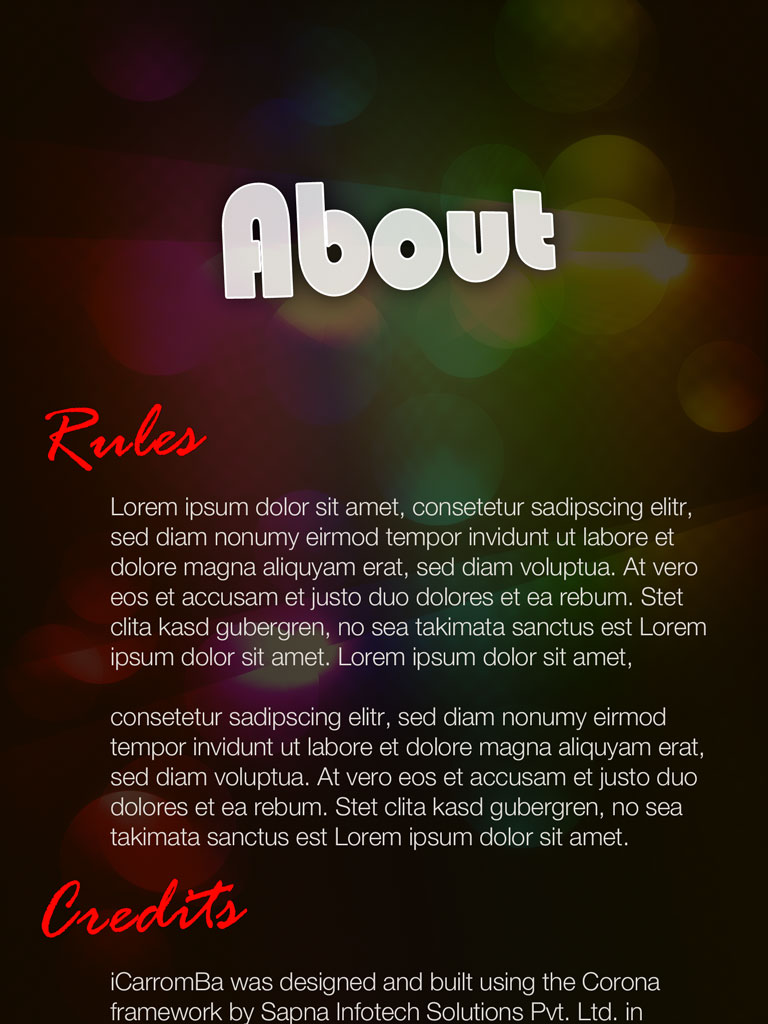 About
Rules
Lorem ipsum dolor sit amet, consetetur sadipscing elitr,
sed diam nonumy eirmod tempor invidunt ut labore et
dolore magna aliquyam erat, sed diam voluptua. At vero
eos et accusam et justo duo dolores et ea rebum. Stet
clita kasd gubergren, no sea takimata sanctus est Lorem
ipsum dolor sit amet. Lorem ipsum dolor sit amet,
consetetur sadipscing elitr, sed diam nonumy eirmod
tempor invidunt ut labore et dolore magna aliquyam erat,
sed diam voluptua. At vero eos et accusam et justo duo
dolores et ea rebum. Stet clita kasd gubergren, no sea
takimata sanctus est Lorem ipsum dolor sit amet.
Credits
iCarromBa was designed and built using the Corona
framework by Sapna Infotech Solutions Pvt. Ltd. in